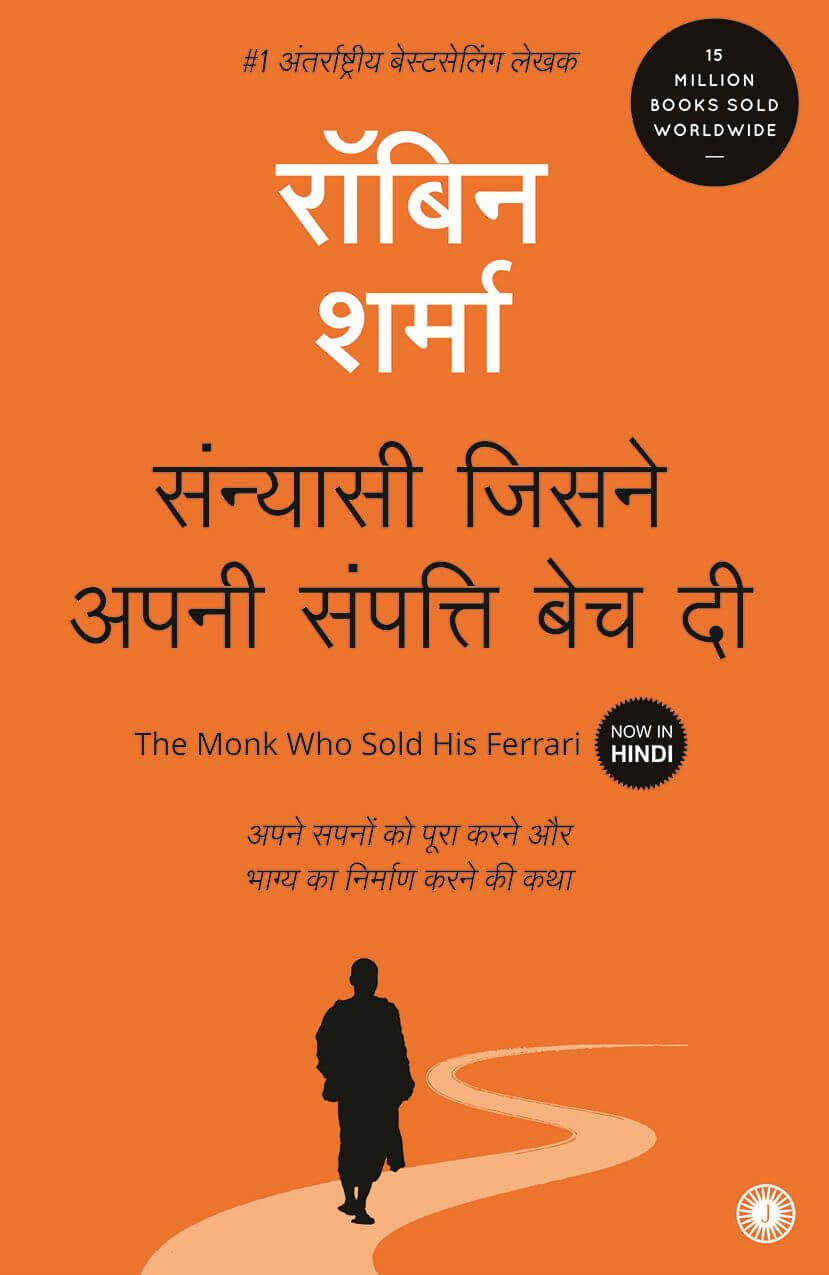 #1 अंतर्राष्ट्रीय बेस्टसेलिंग लेखक
15
MILLION
BOOKS SOLD
WORLDWIDE
रॉबिन
शर्मा
संन्यासी जिसने
अपनी संपत्ति बेच दी
The Monk Who Sold His Ferrari
NOW IN
HINDI
अपने सपनों को पूरा करने और
भाग्य का निर्माण करने की कथा
J